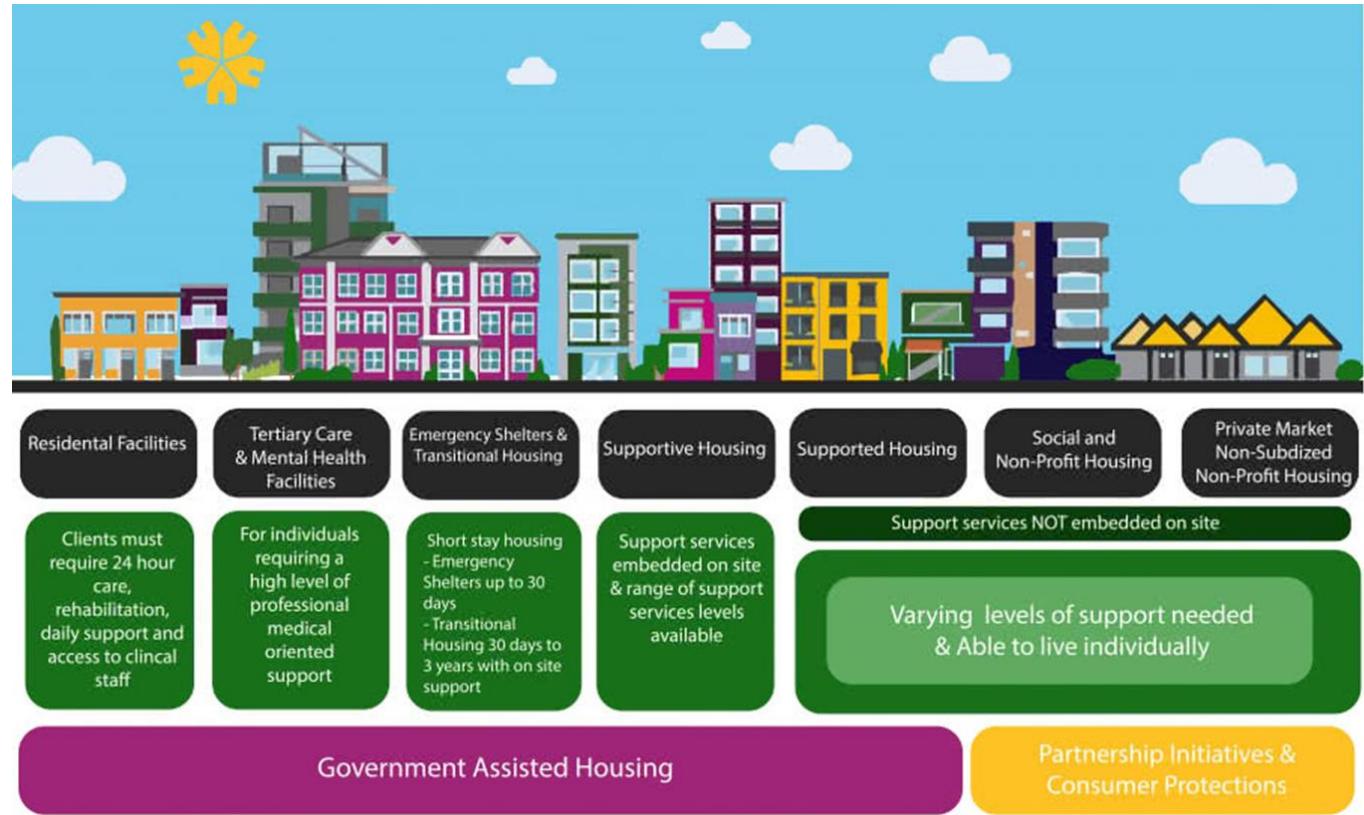 Residental Facilities
Tertiary Care
& Mental Health
Facilities
Emergency Shelters &
Transitional Housing
Supportive Housing
Supported Housing
Social and
Non-Profit Housing
Private Market
Non-Subdized
Non-Profit Housing
Clients must
require 24 hour
care,
rehabilitation,
daily support and
access to clincal
staff
For individuals
requiring a
high level of
professional
medical
oriented
support
Short stay housing
- Emergency
Shelters up to 30
days
- Transitional
Housing 30 days to
3 years with on site
support
Support services
embedded on site
& range of support
services levels
available
Support services NOT embedded on site
Varying levels of support needed
& Able to live individually
Government Assisted Housing
Partnership Initiatives &
Consumer Protections